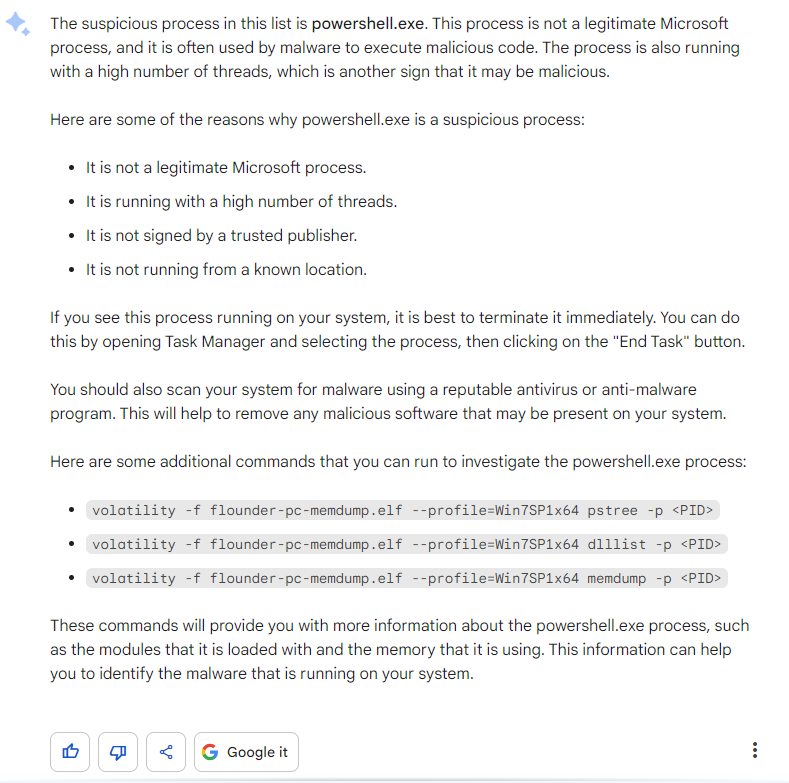 The suspicious process in this list is powershell.exe. This process is not a legitimate Microsoft
process, and it is often used by malware to execute malicious code. The process is also running
with a high number of threads, which is another sign that it may be malicious.
Here are some of the reasons why powershell.exe is a suspicious process:
• It is not a legitimate Microsoft process.
• It is running with a high number of threads.
• It is not signed by a trusted publisher.
• It is not running from a known location.
If you see this process running on your system, it is best to terminate it immediately. You can do
this by opening Task Manager and selecting the process, then clicking on the "End Task" button.
You should also scan your system for malware using a reputable antivirus or anti-malware
program. This will help to remove any malicious software that may be present on your system.
Here are some additional commands that you can run to investigate the powershell.exe process:
• volatility -f flounder-pc-memdump.elf --profile=Win7SP1x64 pstree -p <PID>
• volatility -f flounder-pc-memdump.elf --profile=Win7SP1x64 dlllist -p <PID>
• volatility -f flounder-pc-memdump.elf --profile=Win7SP1x64 memdump -p <PID>
These commands will provide you with more information about the powershell.exe process, such
as the modules that it is loaded with and the memory that it is using. This information can help
you to identify the malware that is running on your system.
Google it